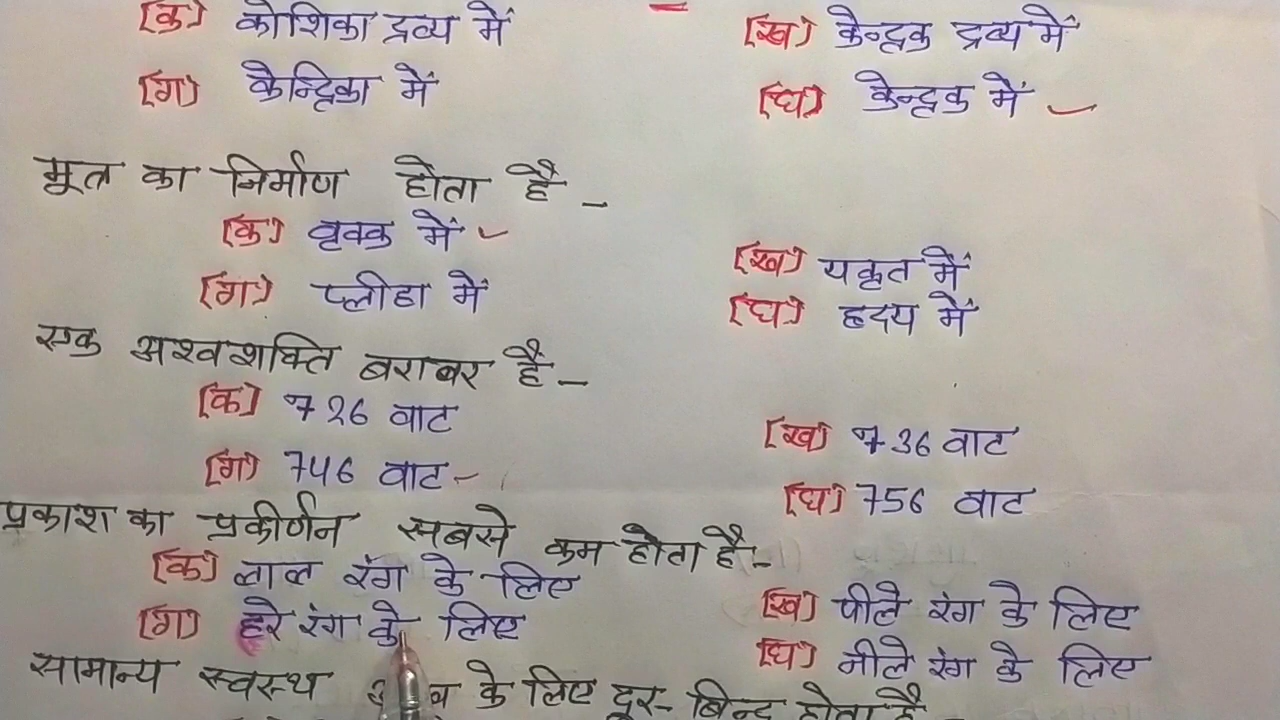 (क) कोशिका द्रव्य में (ख) केन्द्रक द्रव्य में
(ग) केन्द्रिका में (घ) केन्द्रक में
मूत्र का निर्माण होता है -
(क) वृक्क में (ख) यकृत में
(ग) प्लीहा में (घ) हृदय में
एक अश्वशक्ति बराबर है -
(क) 726 वाट (ख) 736 वाट
(ग) 746 वाट (घ) 756 वाट
प्रकाश का प्रकीर्णन सबसे कम होता है -
(क) लाल रंग के लिए (ख) पीले रंग के लिए
(ग) हरे रंग के लिए (घ) नीले रंग के लिए
सामान्य स्वस्थ के लिए दूर - बिन्दु होता है -